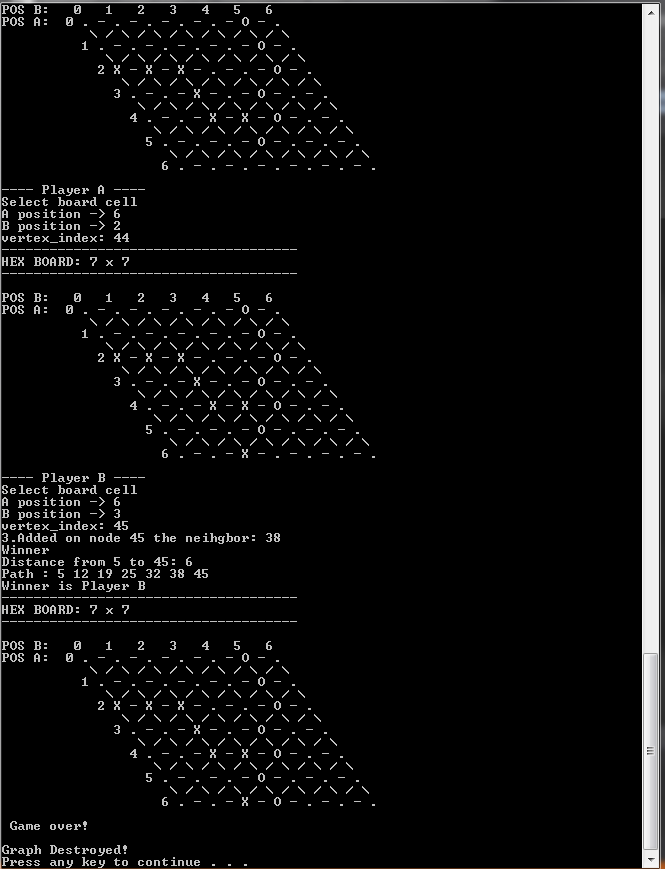 POS B:   0   1   2   3   4   5   6
POS A:  0 . - . - . - . - . - O - .
           \ / \ / \ / \ / \ / \ / \
          1 . - . - . - . - . - O - .
             \ / \ / \ / \ / \ / \ / \
            2 X - X - X - . - . - O - .
               \ / \ / \ / \ / \ / \ / \
              3 . - . - X - . - O - . - .
                 \ / \ / \ / \ / \ / \ / \
                4 . - . - X - X - O - . - .
                   \ / \ / \ / \ / \ / \ / \
                  5 . - . - . - O - . - . - .
                     \ / \ / \ / \ / \ / \ / \
                    6 . - . - . - . - . - . - .
---- Player A ----
Select board cell
A position -> 6
B position -> 2
vertex_index: 44
-------------------------------------
HEX BOARD: 7 x 7
-------------------------------------
POS B:   0   1   2   3   4   5   6
POS A:  0 . - . - . - . - . - O - .
           \ / \ / \ / \ / \ / \ / \
          1 . - . - . - . - . - O - .
             \ / \ / \ / \ / \ / \ / \
            2 X - X - X - . - . - O - .
               \ / \ / \ / \ / \ / \ / \
              3 . - . - X - . - O - . - .
                 \ / \ / \ / \ / \ / \ / \
                4 . - . - X - X - O - . - .
                   \ / \ / \ / \ / \ / \ / \
                  5 . - . - . - O - . - . - .
                     \ / \ / \ / \ / \ / \ / \
                    6 . - . - X - . - . - . - .
---- Player B ----
Select board cell
A position -> 6
B position -> 3
vertex_index: 45
3.Added on node 45 the neihgbor: 38
Winner
Distance from 5 to 45: 6
Path : 5 12 19 25 32 38 45
Winner is Player B
-------------------------------------
HEX BOARD: 7 x 7
-------------------------------------
POS B:   0   1   2   3   4   5   6
POS A:  0 . - . - . - . - . - O - .
           \ / \ / \ / \ / \ / \ / \
          1 . - . - . - . - . - O - .
             \ / \ / \ / \ / \ / \ / \
            2 X - X - X - . - . - O - .
               \ / \ / \ / \ / \ / \ / \
              3 . - . - X - . - O - . - .
                 \ / \ / \ / \ / \ / \ / \
                4 . - . - X - X - O - . - .
                   \ / \ / \ / \ / \ / \ / \
                  5 . - . - . - O - . - . - .
                     \ / \ / \ / \ / \ / \ / \
                    6 . - . - X - O - . - . - .
Game over!
Graph Destroyed!
Press any key to continue . . .